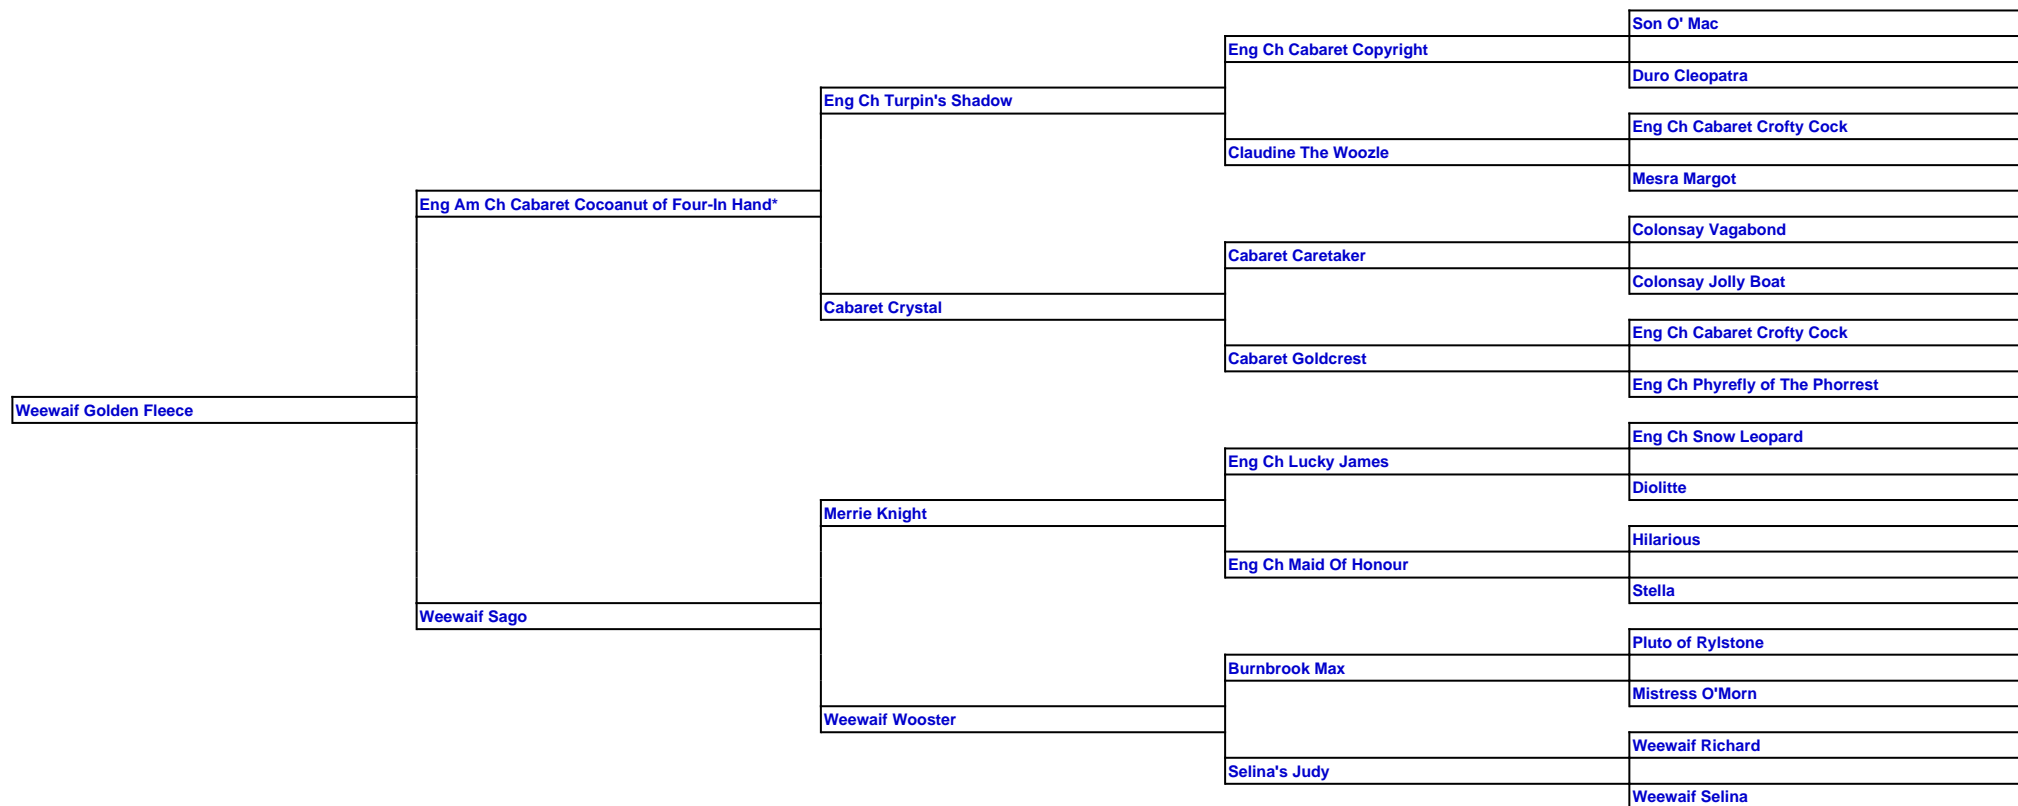 Son O' Mac
Eng Ch Cabaret Copyright
Duro Cleopatra
Eng Ch Turpin's Shadow
Eng Ch Cabaret Crofty Cock
Claudine The Woozle
Mesra Margot
Eng Am Ch Cabaret Cocoanut of Four-In Hand*
Colonsay Vagabond
Cabaret Caretaker
Colonsay Jolly Boat
Cabaret Crystal
Eng Ch Cabaret Crofty Cock
Cabaret Goldcrest
Eng Ch Phyrefly of The Phorrest
Weewaif Golden Fleece
Eng Ch Snow Leopard
Eng Ch Lucky James
Diolitte
Merrie Knight
Hilarious
Eng Ch Maid Of Honour
Stella
Weewaif Sago
Pluto of Rylstone
Burnbrook Max
Mistress O'Morn
Weewaif Wooster
Weewaif Richard
Selina's Judy
Weewaif Selina